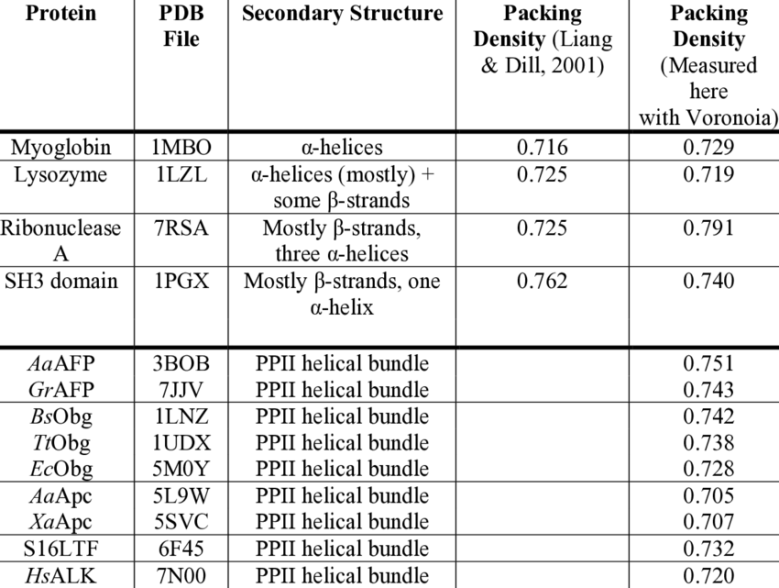 Protein PDB File Secondary Structure Packing Density (Liang & Dill, 2001) Packing Density (Measured here with Voronoia)
Myoglobin 1MBO α-helices 0.716 0.729
Lysozyme 1LZL α-helices (mostly) + some β-strands 0.725 0.719
Ribonuclease A 7RSA Mostly β-strands, three α-helices 0.725 0.791
SH3 domain 1PGX Mostly β-strands, one α-helix 0.762 0.740
AaAFP 3BOB PPII helical bundle 0.751
GrAFP 7JJV PPII helical bundle 0.743
BsObg 1LNZ PPII helical bundle 0.742
TtObg 1UDX PPII helical bundle 0.738
EcObg 5M0Y PPII helical bundle 0.728
AaApc 5L9W PPII helical bundle 0.705
XaApc 5SVC PPII helical bundle 0.707
S16LTF 6F45 PPII helical bundle 0.732
HsALK 7N00 PPII helical bundle 0.720